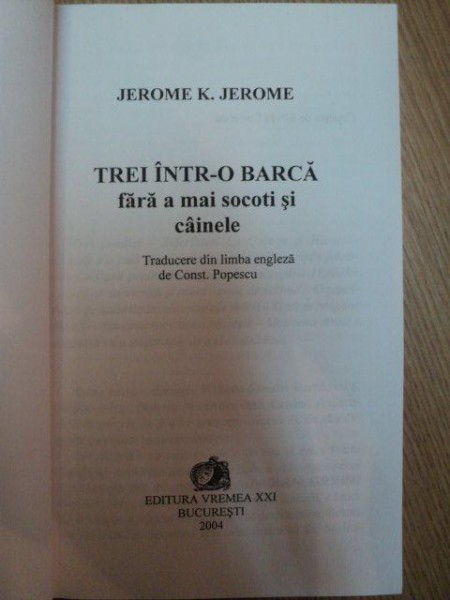 JEROME K. JEROME
TREI ÎNTR-O BARCĂ
fără a mai socoti şi
câinele
Traducere din limba engleză
de Const. Popescu
EDITURA VREMEA XXI
BUCUREŞTI
2004